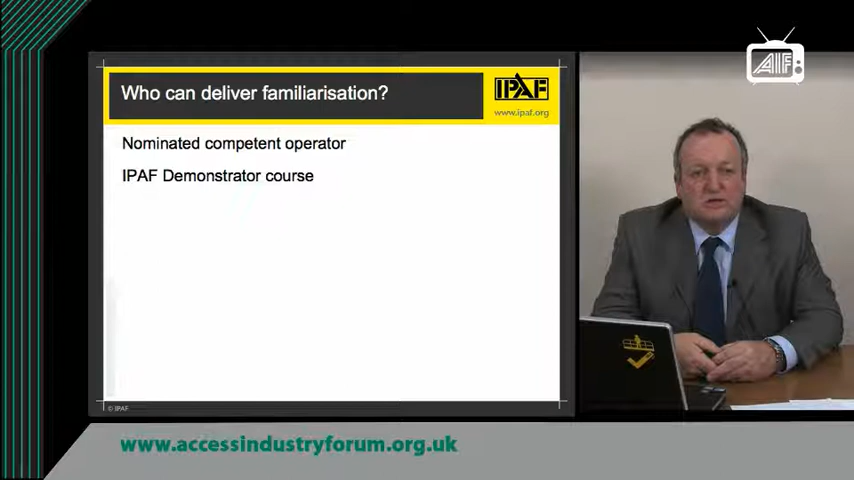 AIF
Who can deliver familiarisation?
IPAF
www.ipaf.org
Nominated competent operator
IPAF Demonstrator course
© IPAF
www.accessindustryforum.org.uk